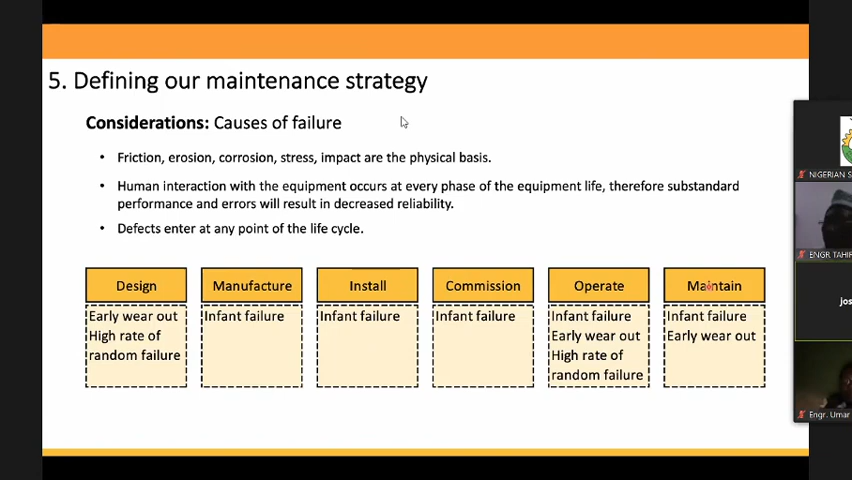 5. Defining our maintenance strategy
Considerations: Causes of failure
• Friction, erosion, corrosion, stress, impact are the physical basis.
• Human interaction with the equipment occurs at every phase of the equipment life, therefore substandard
performance and errors will result in decreased reliability.
• Defects enter at any point of the life cycle.
Design
Early wear out
High rate of
random failure
Manufacture
Infant failure
Install
Infant failure
Commission
Infant failure
Operate
Infant failure
Early wear out
High rate of
random failure
Maintain
Infant failure
Early wear out
NIGERIAN S
ENGR TAHIR
jos
Engr. Umar